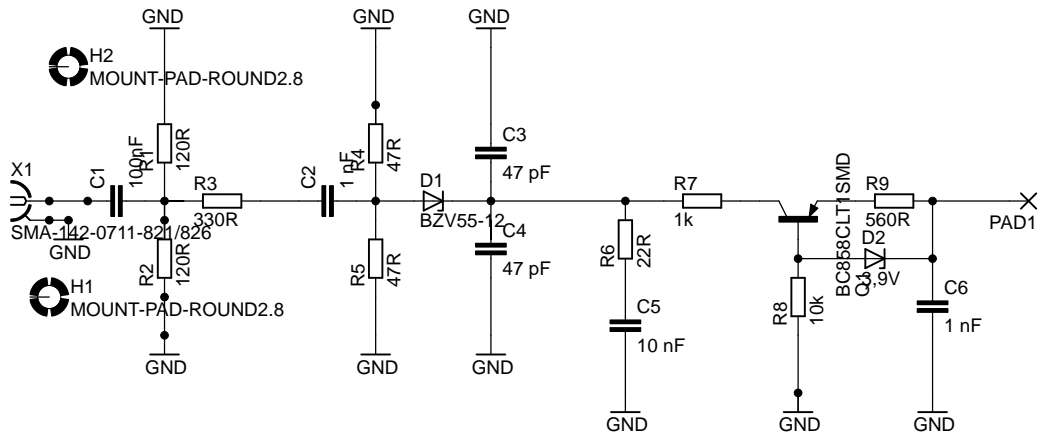 GND
GND
GND
H2
MOUNT-PAD-ROUND2.8
X1
C1
100nF
R1
120R
R3
330R
C2
1 nF
R4
47R
D1
BZV55-12
C3
47 pF
C4
47 pF
R7
1k
BC858CLT1SMD
Q1
R9
560R
PAD1
SMA-142-0711-821/826
GND
R2
120R
R5
47R
R6
22R
D2
3,9V
R8
10k
H1
MOUNT-PAD-ROUND2.8
C5
10 nF
C6
1 nF
GND
GND
GND
GND
GND
GND